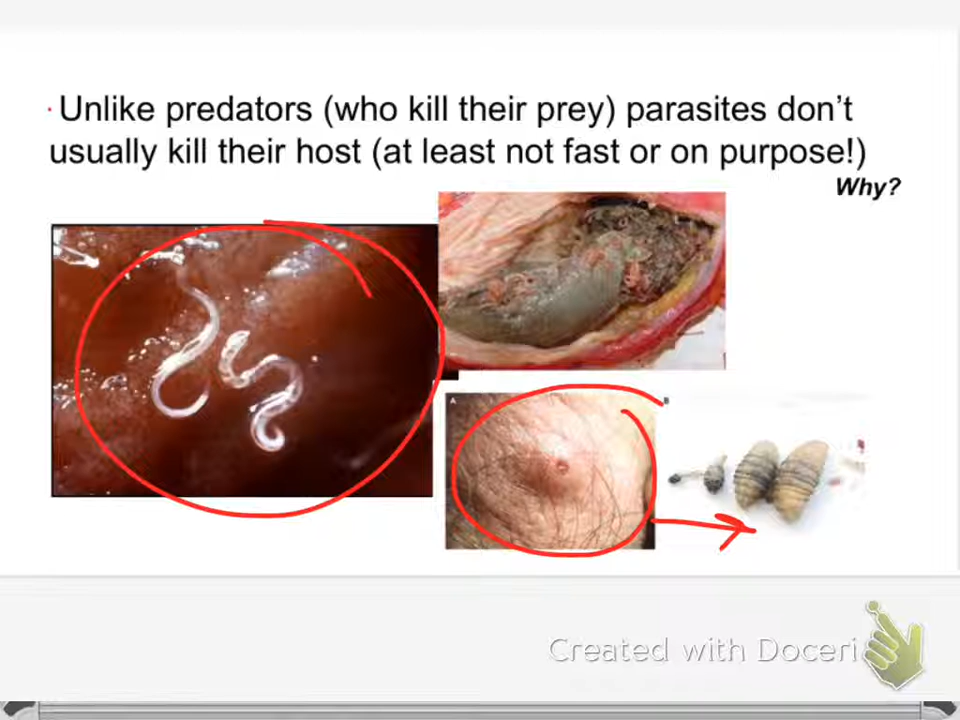 · Unlike predators (who kill their prey) parasites don't
usually kill their host (at least not fast or on purpose!)
Why?
A
B
Created with Doceri